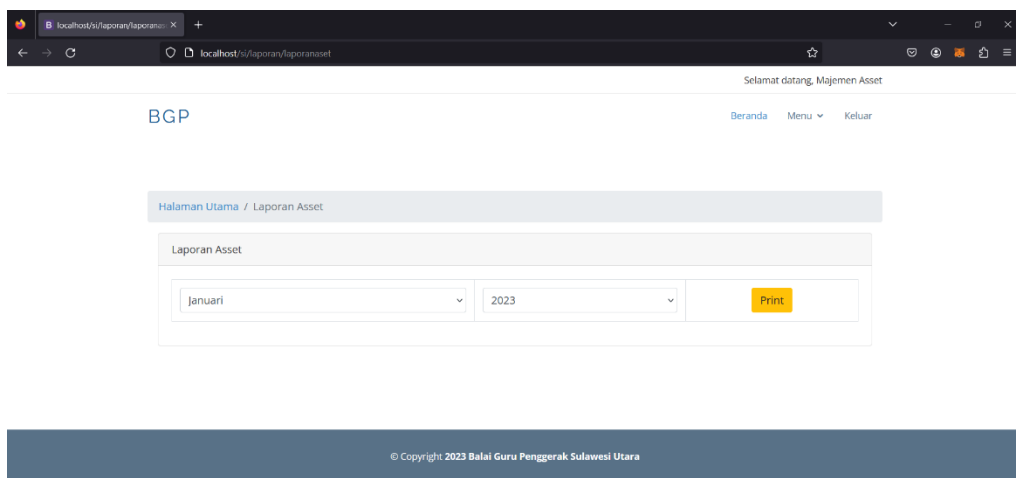 localhost/si/laporan/laporanas
localhost/si/laporan/laporanaset
Selamat datang, Majemen Asset
BGP
Beranda Menu Keluar
Halaman Utama / Laporan Asset
Laporan Asset
Januari 2023 Print
© Copyright 2023 Balai Guru Penggerak Sulawesi Utara